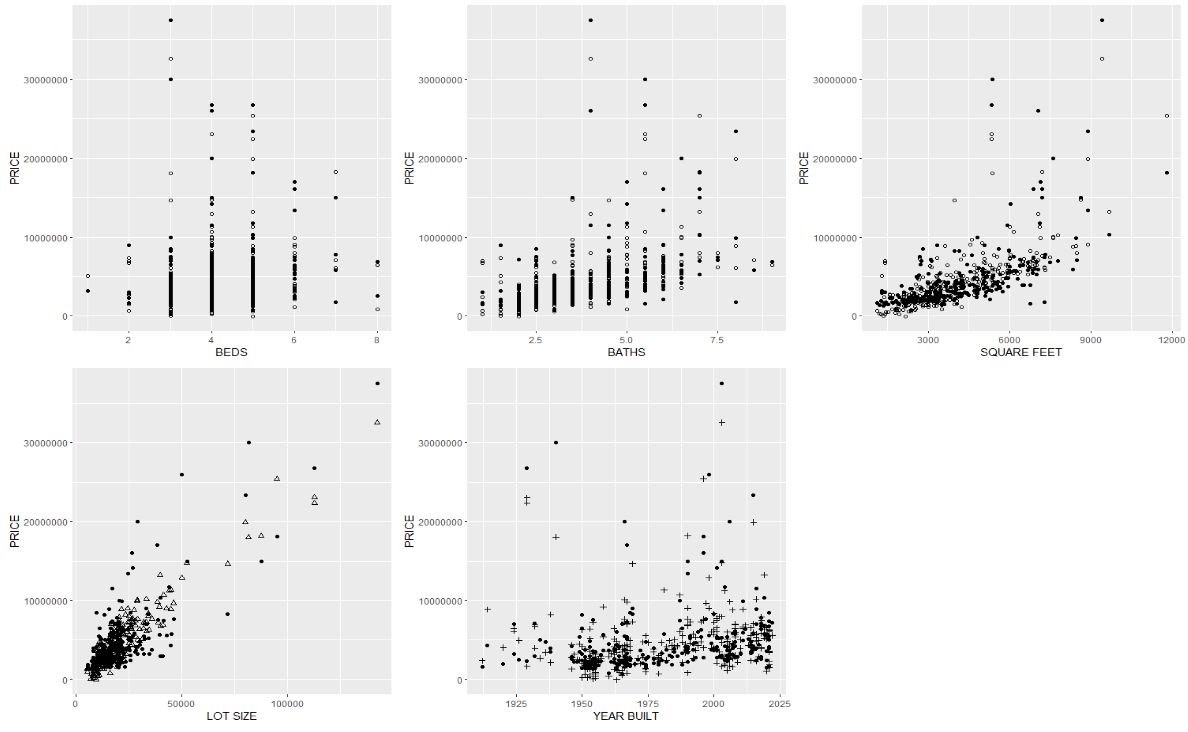 30000000
20000000
10000000
0
PRICE
2 4 6 8
BEDS
30000000
20000000
10000000
0
PRICE
2.5 5.0 7.5
BATHS
30000000
20000000
10000000
0
PRICE
3000 6000 9000 12000
SQUARE FEET
30000000
20000000
10000000
0
PRICE
0 50000 100000
LOT SIZE
30000000
20000000
10000000
0
PRICE
1925 1950 1975 2000 2025
YEAR BUILT